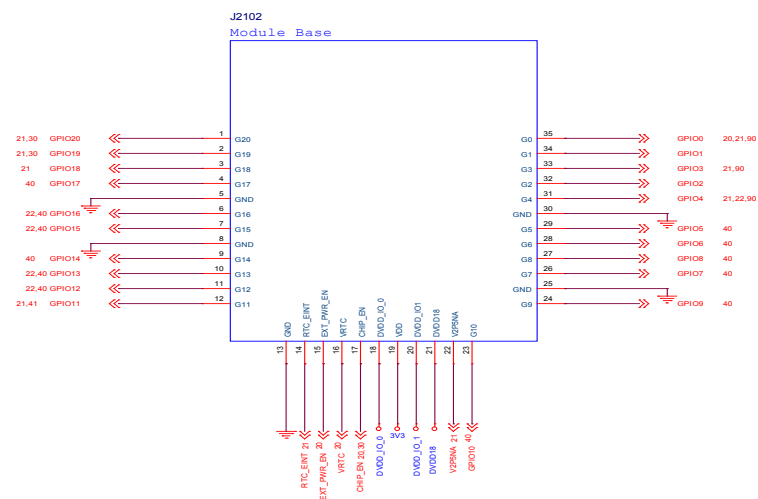 J2102
Module Base
21,30 GPIO20 1 G20
21,30 GPIO19 2 G19
21 GPIO18 3 G18
40 GPIO17 4 G17
5 GND
22,40 GPIO16 6 G16
22,40 GPIO15 7 G15
8 GND
40 GPIO14 9 G14
22,40 GPIO13 10 G13
22,40 GPIO12 11 G12
21,41 GPIO11 12 G11
G0 35 GPIO0 20,21,90
G1 34 GPIO1
G3 33 GPIO3 21,90
G2 32 GPIO2
G4 31 GPIO4 21,22,90
GND 30
G5 29 GPIO5 40
G6 28 GPIO6 40
G8 27 GPIO8 40
G7 26 GPIO7 40
GND 25
G9 24 GPIO9 40
GND 13
RTC_EINT 14 RTC_EINT 21
EXT_PWR_EN 15 EXT_PWR_EN 20
VRTC 16 VRTC 20
CHIP_EN 17 CHIP_EN 20,30
DVDD_IO_0 18 DVDD_IO_0
VDD 19 3V3
DVDD_IO1 20 DVDD_IO_1
DVDD18 21 DVDD18
V2P5NA 22 V2P5NA 21
G10 23 GPIO10 40